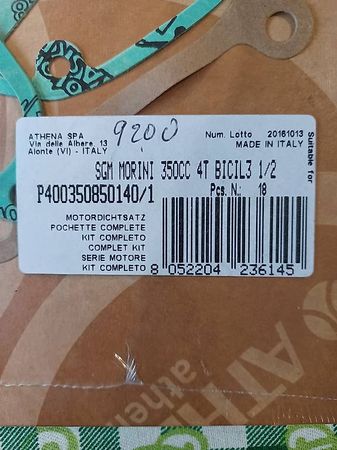 ATHENA SPA
Via delle Albere, 13
Alonte (VI) - ITALY
9200
Num. Lotto 20161013
MADE IN ITALY
Suitable for
SGM MORINI 350CC 4T BICIL3 1/2
P400350850140/1
Pcs. N.: 18
MOTORDICHTSATZ
POCHETTE COMPLETE
KIT COMPLETO
COMPLET KIT
SERIE MOTORE
KIT COMPLETO
8 052204 236145
ATH
athe